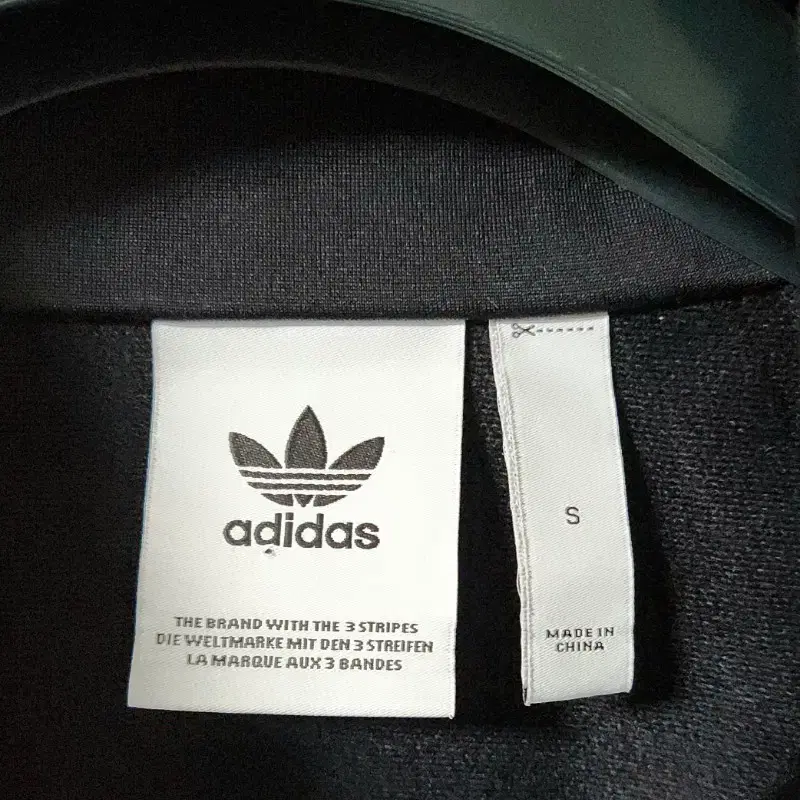 adidas
THE BRAND WITH THE 3 STRIPES
DIE WELTMARKE MIT DEN 3 STREIFEN
LA MARQUE AUX 3 BANDES
S
MADE IN
CHINA